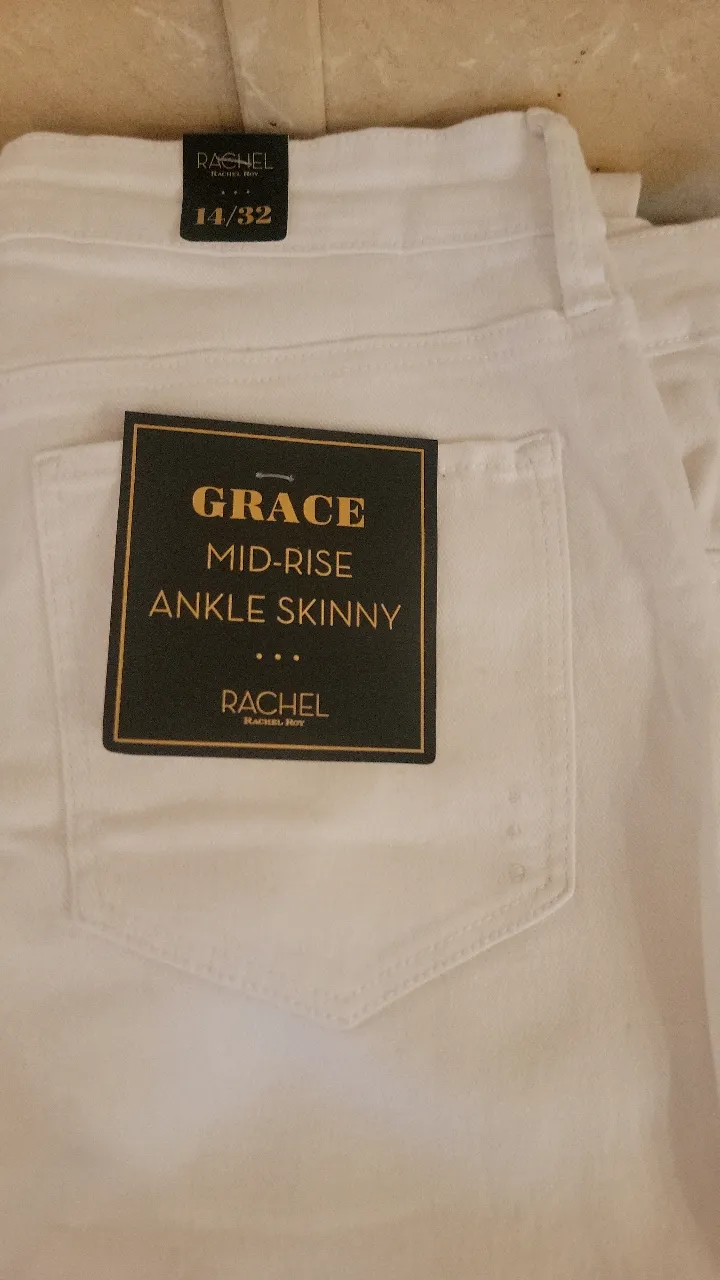 RACHEL
RACHEL ROY
• • •
14/32
GRACE
MID-RISE
ANKLE SKINNY
• • •
RACHEL
RACHEL ROY